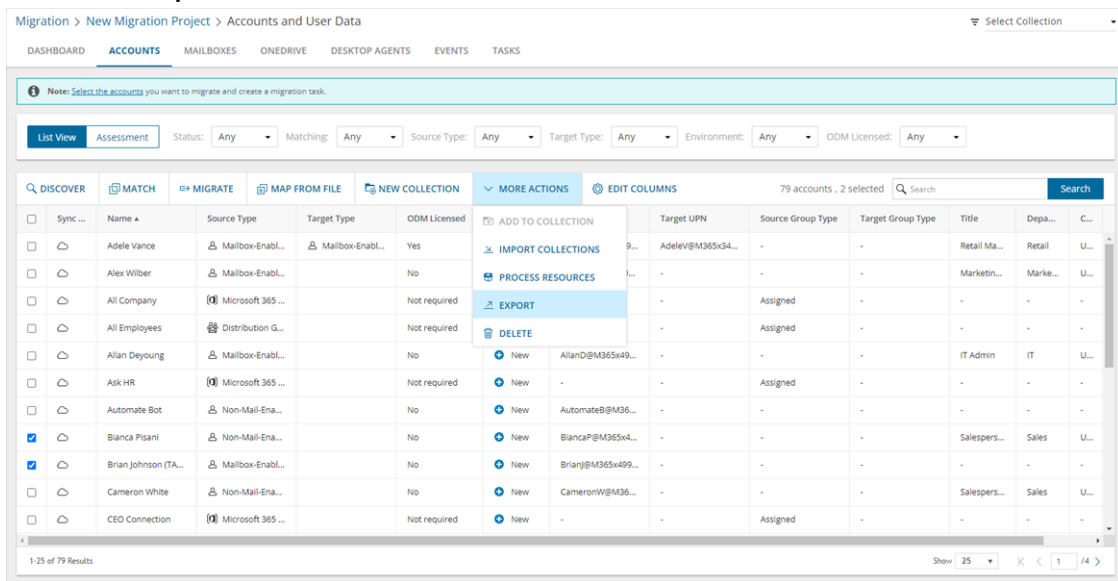 Migration > New Migration Project > Accounts and User Data Select Collection
DASHBOARD ACCOUNTS MAILBOXES ONEDRIVE DESKTOP AGENTS EVENTS TASKS
Note: Select the accounts you want to migrate and create a migration task.
List View Assessment Status: Any Matching: Any Source Type: Any Target Type: Any Environment: Any ODM Licensed: Any
DISCOVER MATCH MIGRATE MAP FROM FILE NEW COLLECTION MORE ACTIONS EDIT COLUMNS 79 accounts , 2 selected Search Search
Sync ... Name Source Type Target Type ODM Licensed Target UPN Source Group Type Target Group Type Title Depa... C...
ADD TO COLLECTION
IMPORT COLLECTIONS
PROCESS RESOURCES
EXPORT
DELETE
Adele Vance Mailbox-Enabl... Mailbox-Enabl... Yes 9... AdeleV@M365x34... - - Retail Ma... Retail U...
Alex Wilber Mailbox-Enabl... No - - - Marketin... Marke... U...
All Company Microsoft 365 ... Not required - Assigned - - - -
All Employees Distribution G... Not required - Assigned - - - -
Allan Deyoung Mailbox-Enabl... No New AllanD@M365x49... - - - IT Admin IT U...
Ask HR Microsoft 365 ... Not required New - - Assigned - - - -
Automate Bot Non-Mail-Ena... No New AutomateB@M36... - - - - - -
Bianca Pisani Non-Mail-Ena... No New BiancaP@M365x4... - - - Salespers... Sales U...
Brian Johnson (TA... Mailbox-Enabl... No New BrianJ@M365x499... - - - - - -
Cameron White Non-Mail-Ena... No New CameronW@M36... - - - Salespers... Sales U...
CEO Connection Microsoft 365 ... Not required New - - Assigned - - - -
1-25 of 79 Results Show 25 1 /4